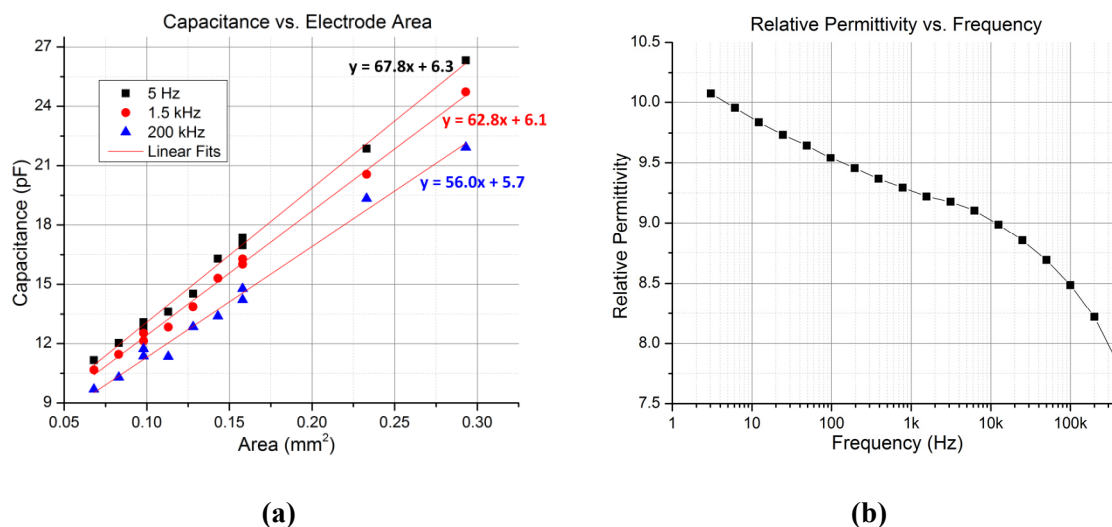 Capacitance vs. Electrode Area
27
24
21
18
15
12
9
Capacitance (pF)
5 Hz
1.5 kHz
200 kHz
Linear Fits
y = 67.8x + 6.3
y = 62.8x + 6.1
y = 56.0x + 5.7
0.05 0.10 0.15 0.20 0.25 0.30
Area (mm²)
(a)
Relative Permittivity vs. Frequency
10.0
9.5
9.0
8.5
8.0
7.5
Relative Permittivity
1 10 100 1k 10k 100k
Frequency (Hz)
(b)